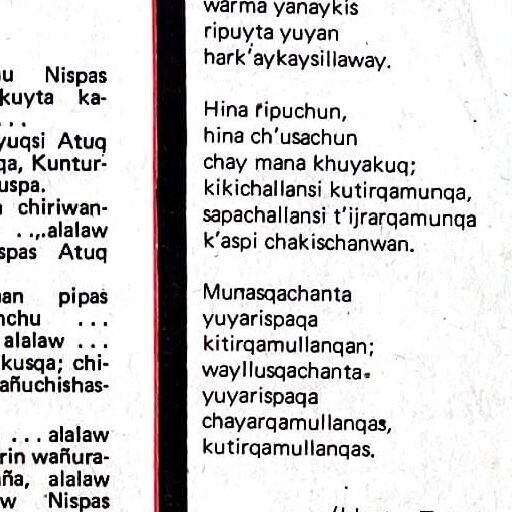 u Nispas
kuyta ka-
...
yuqsi Atuq
qa, Kuntur-
uspa.
chiriwan-
. .,.alalaw
spas Atuq
an pipas
nchu ...
alalaw ...
kusqa; chi-
añuchishas-
... alalaw
rin wañura-
ña, alalaw
w Nispas
warma yanaykis
ripuyta yuyan
hark'aykaysillaway.
Hina ripuchun,
hina ch'usachun
chay mana khuyakuq;
kikichallansi kutirqamunqa,
sapachallansi t'ijrarqamunqa
k'aspi chakischanwan.
Munasqachanta
yuyarispaqa
kitirqamullanqan;
wayllusqachanta.
yuyarispaqa
chayarqamullanqas,
kutirqamullanqas.